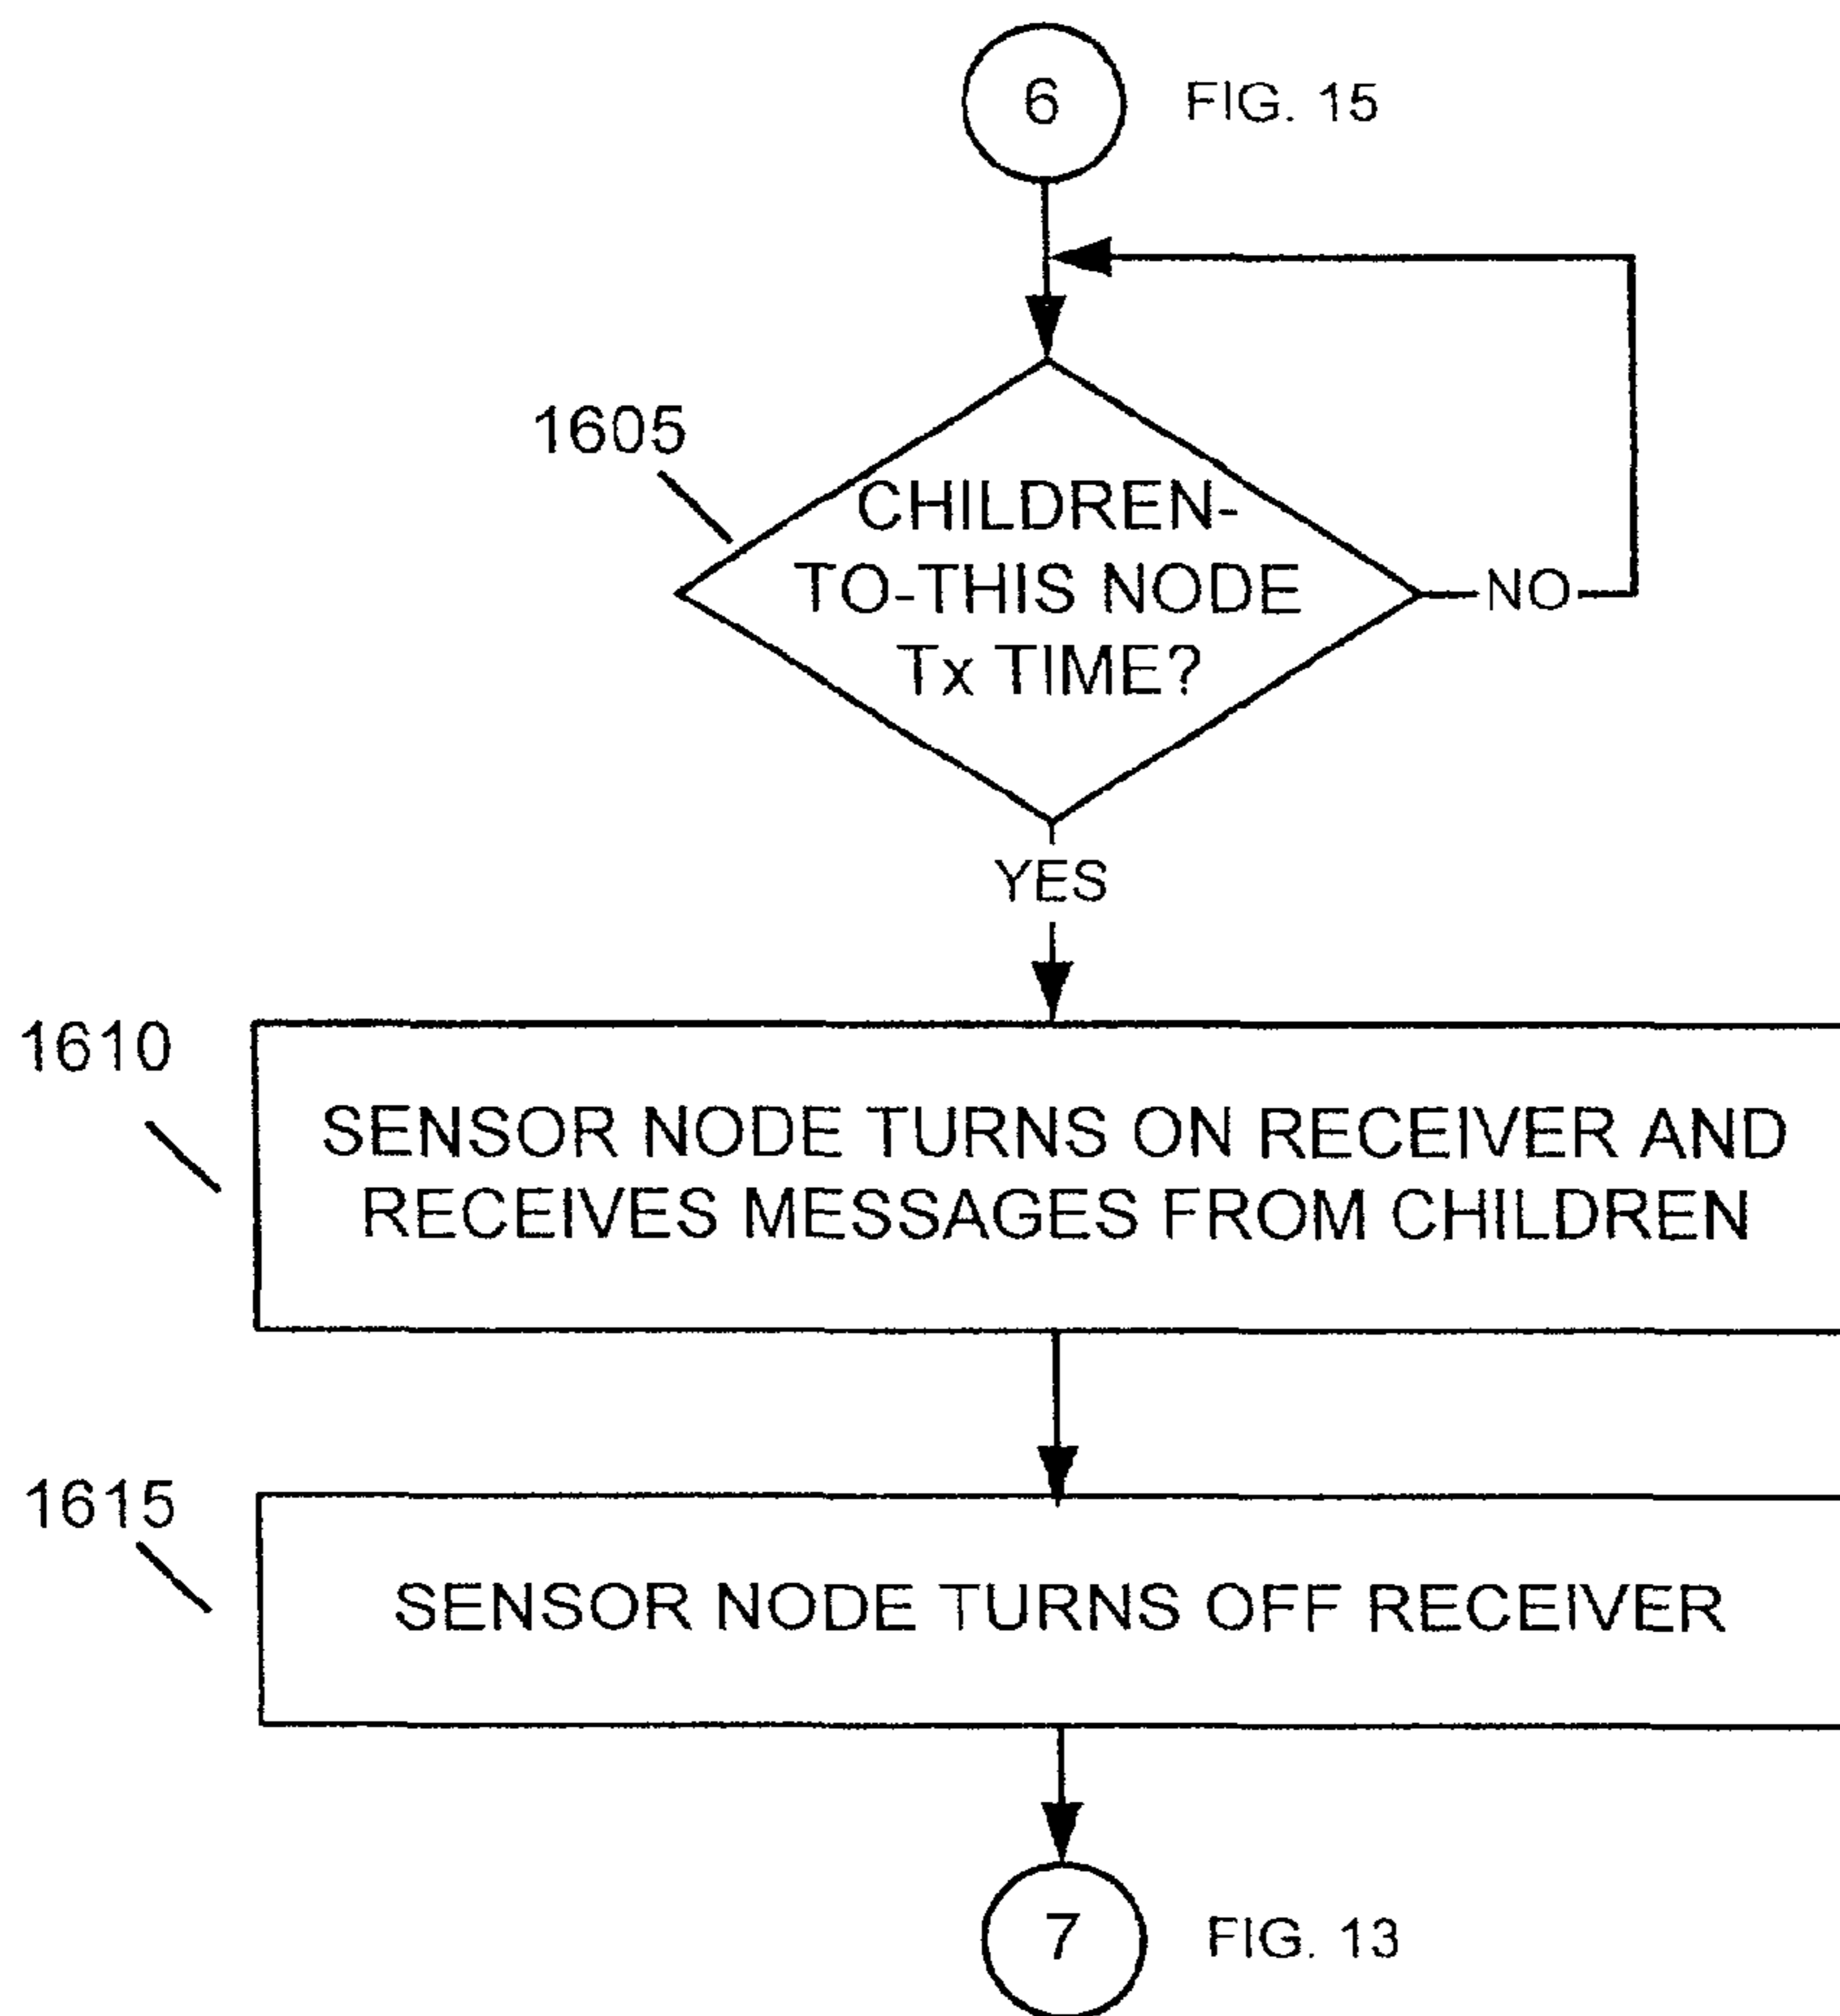 6 FIG. 15
1605
CHILDREN-
TO-THIS NODE
Tx TIME?
NO
YES
1610
SENSOR NODE TURNS ON RECEIVER AND
RECEIVES MESSAGES FROM CHILDREN
1615
SENSOR NODE TURNS OFF RECEIVER
7 FIG. 13